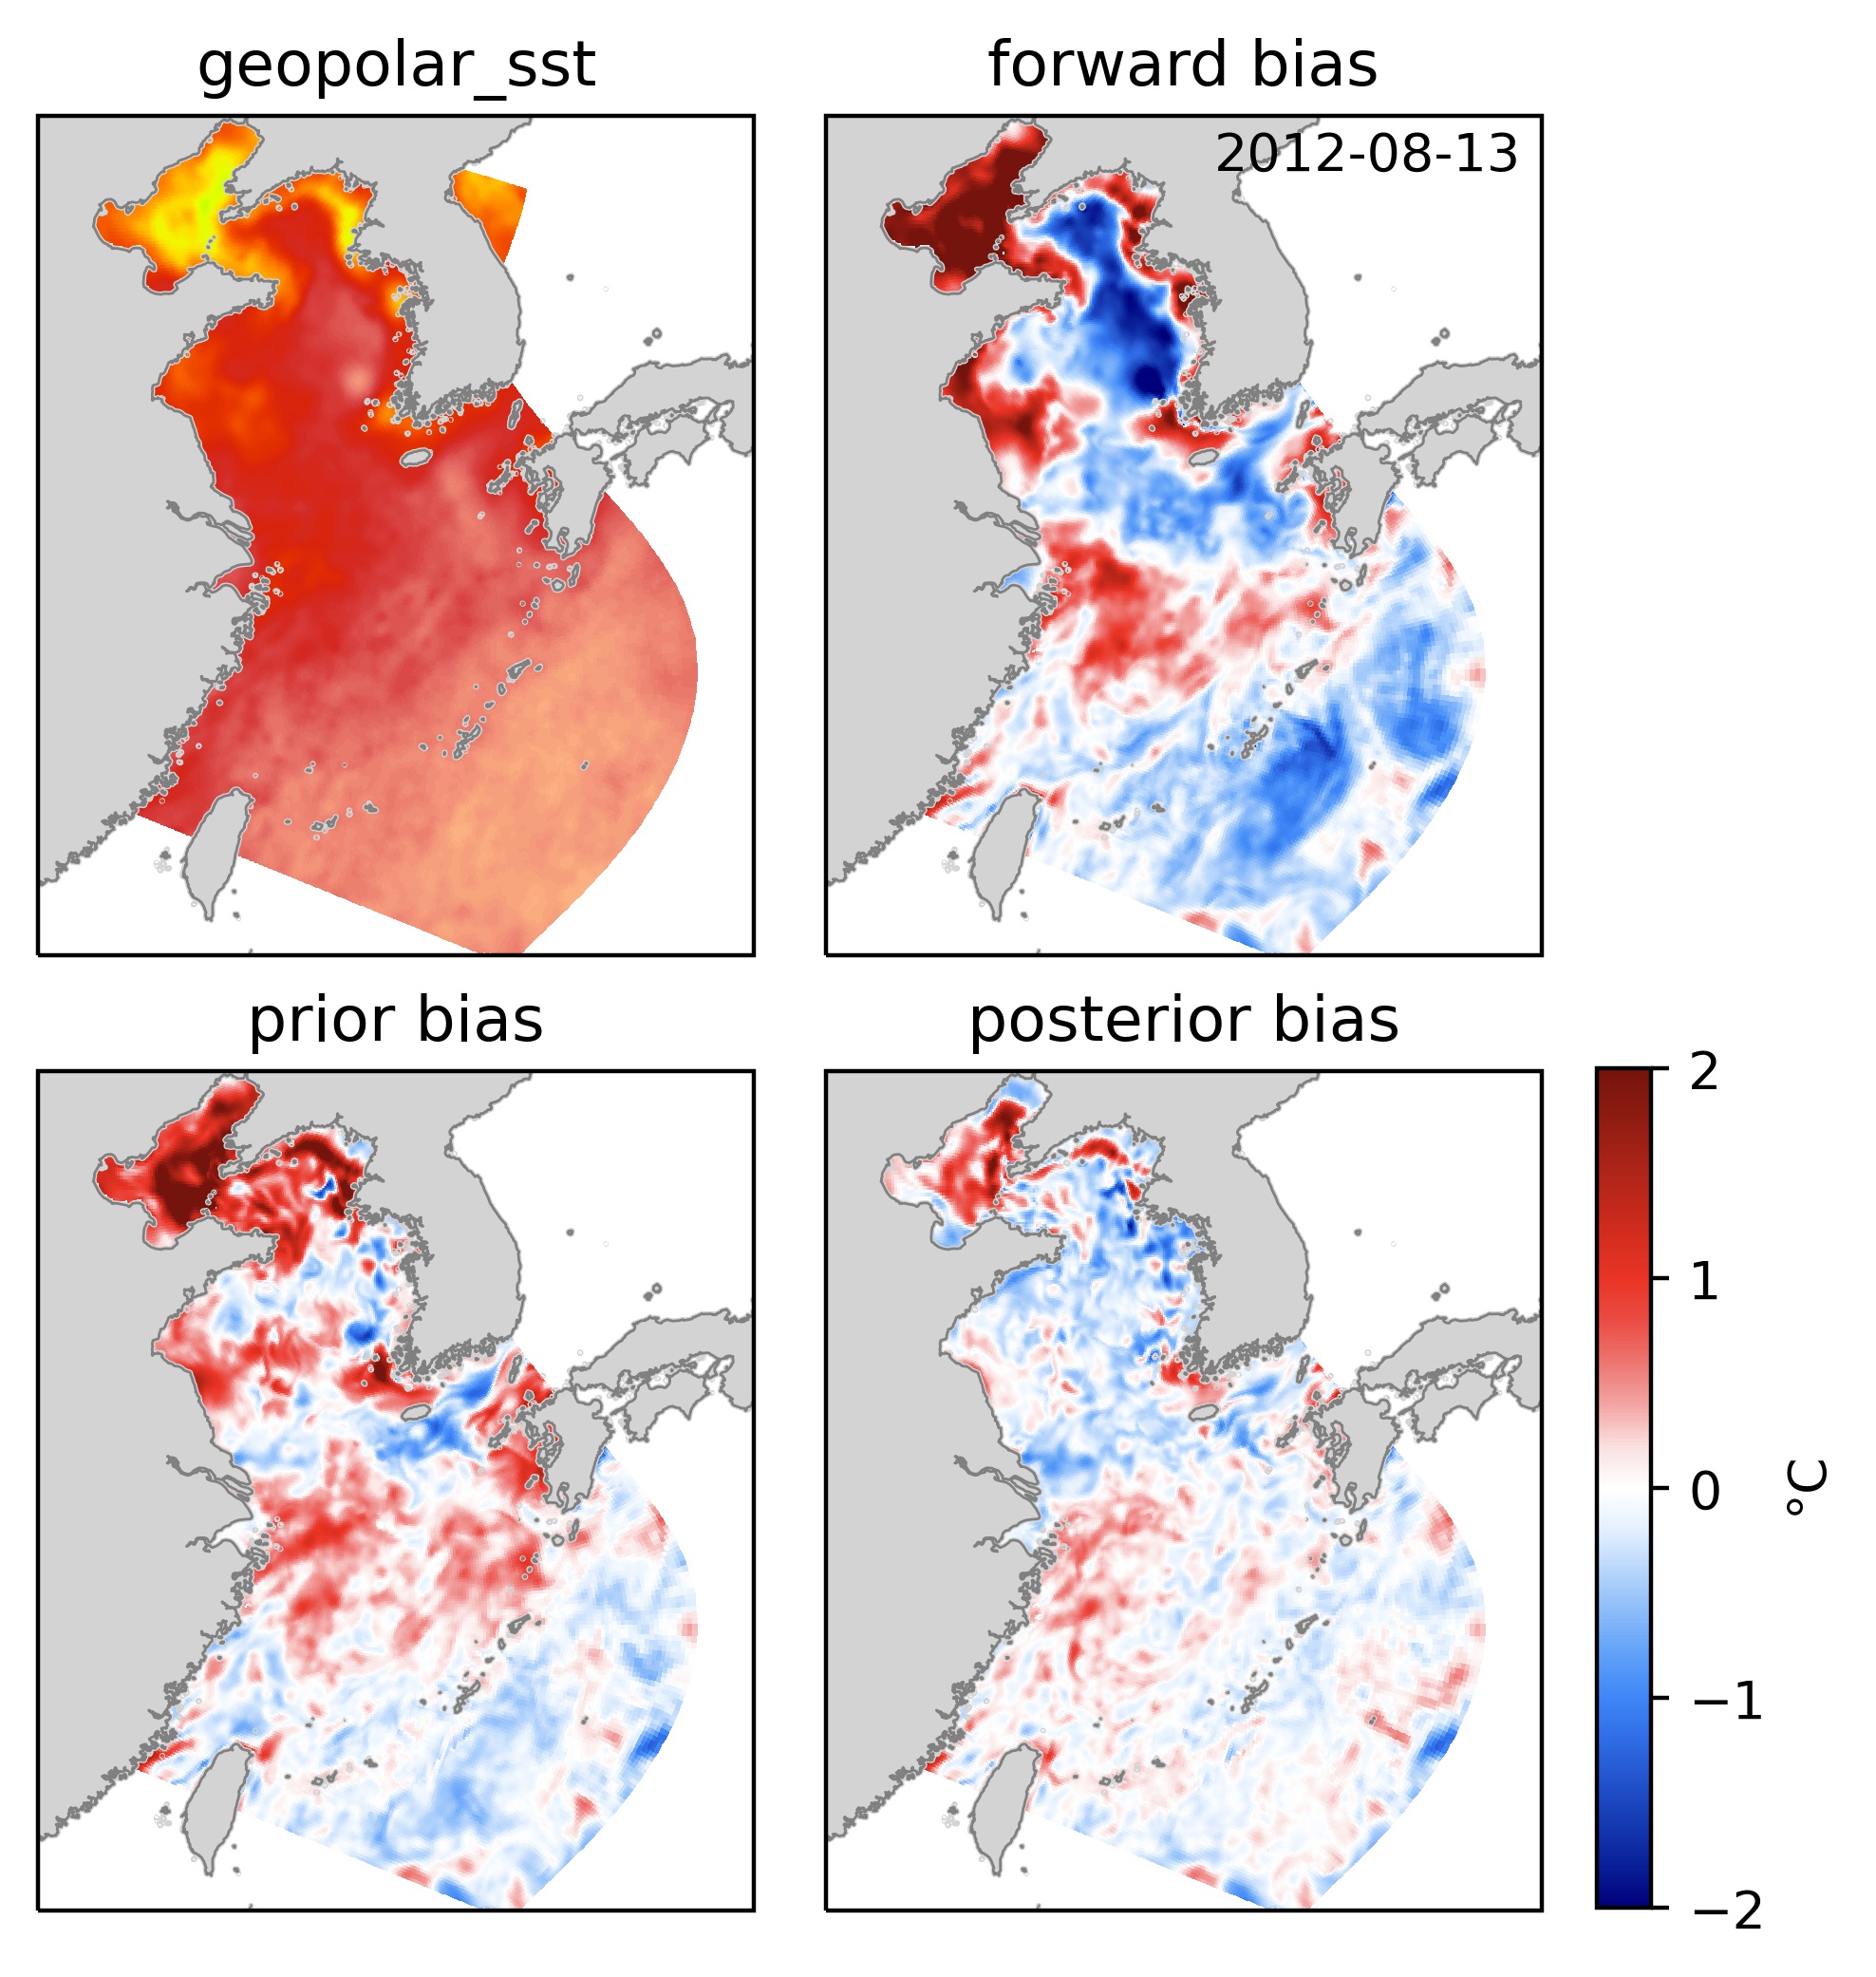 geopolar_sst
forward bias
2012-08-13
prior bias
posterior bias
2
1
0
−1
−2
°C